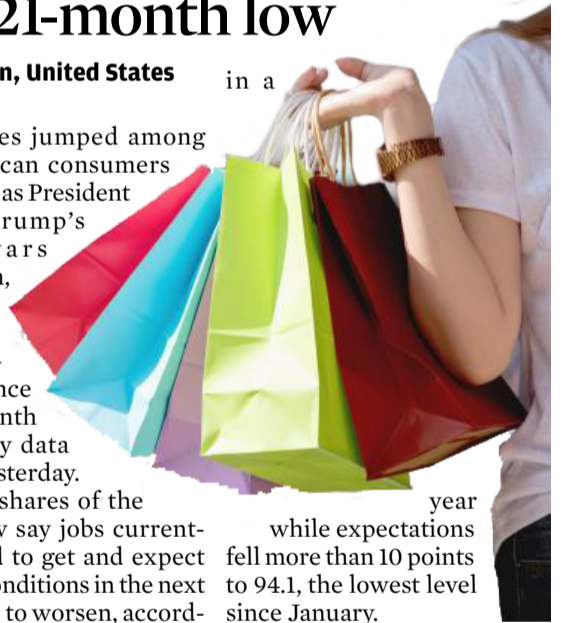 21-month low
n, United States
es jumped among
can consumers
as President
rump's
ars
n,
nce
nth
y data
sterday.
shares of the
v say jobs current-
d to get and expect
onditions in the next
to worsen, accord-
in a
year
while expectations
fell more than 10 points
to 94.1, the lowest level
since January.